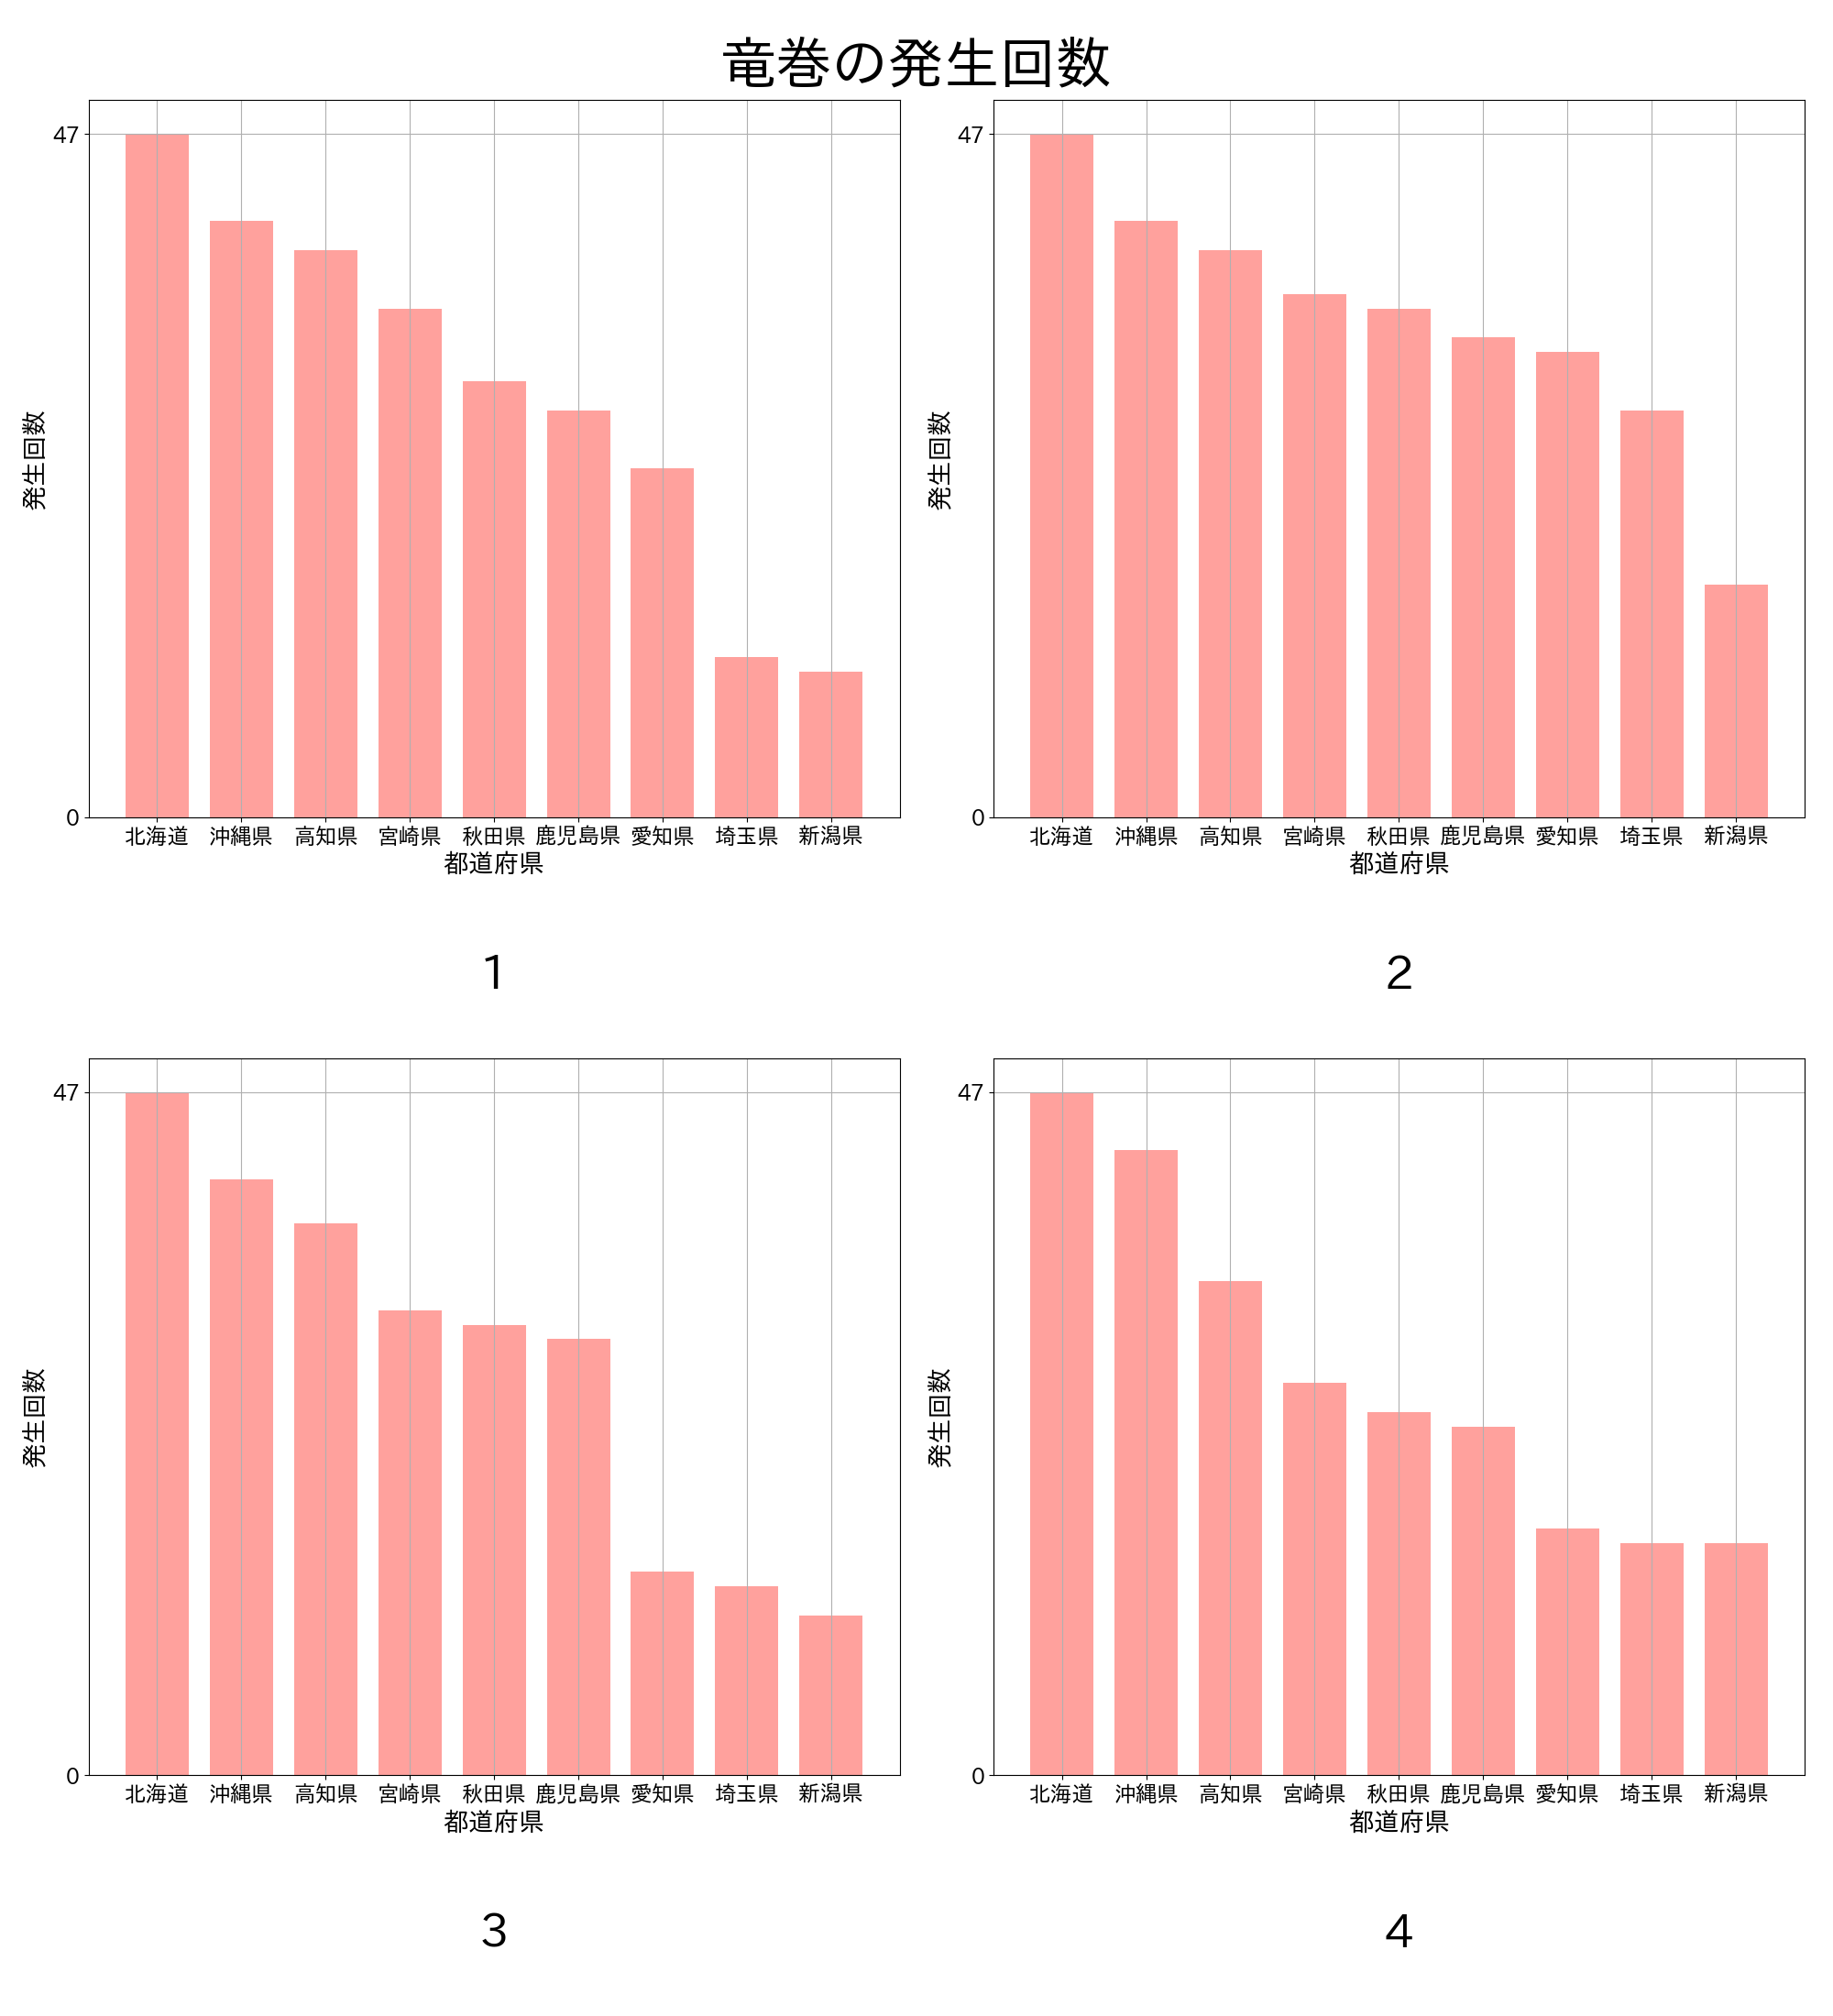 竜巻の発生回数
47
0
発生回数
北海道 沖縄県 高知県 宮崎県 秋田県 鹿児島県 愛知県 埼玉県 新潟県
都道府県
1
47
0
発生回数
北海道 沖縄県 高知県 宮崎県 秋田県 鹿児島県 愛知県 埼玉県 新潟県
都道府県
2
47
0
発生回数
北海道 沖縄県 高知県 宮崎県 秋田県 鹿児島県 愛知県 埼玉県 新潟県
都道府県
3
47
0
発生回数
北海道 沖縄県 高知県 宮崎県 秋田県 鹿児島県 愛知県 埼玉県 新潟県
都道府県
4